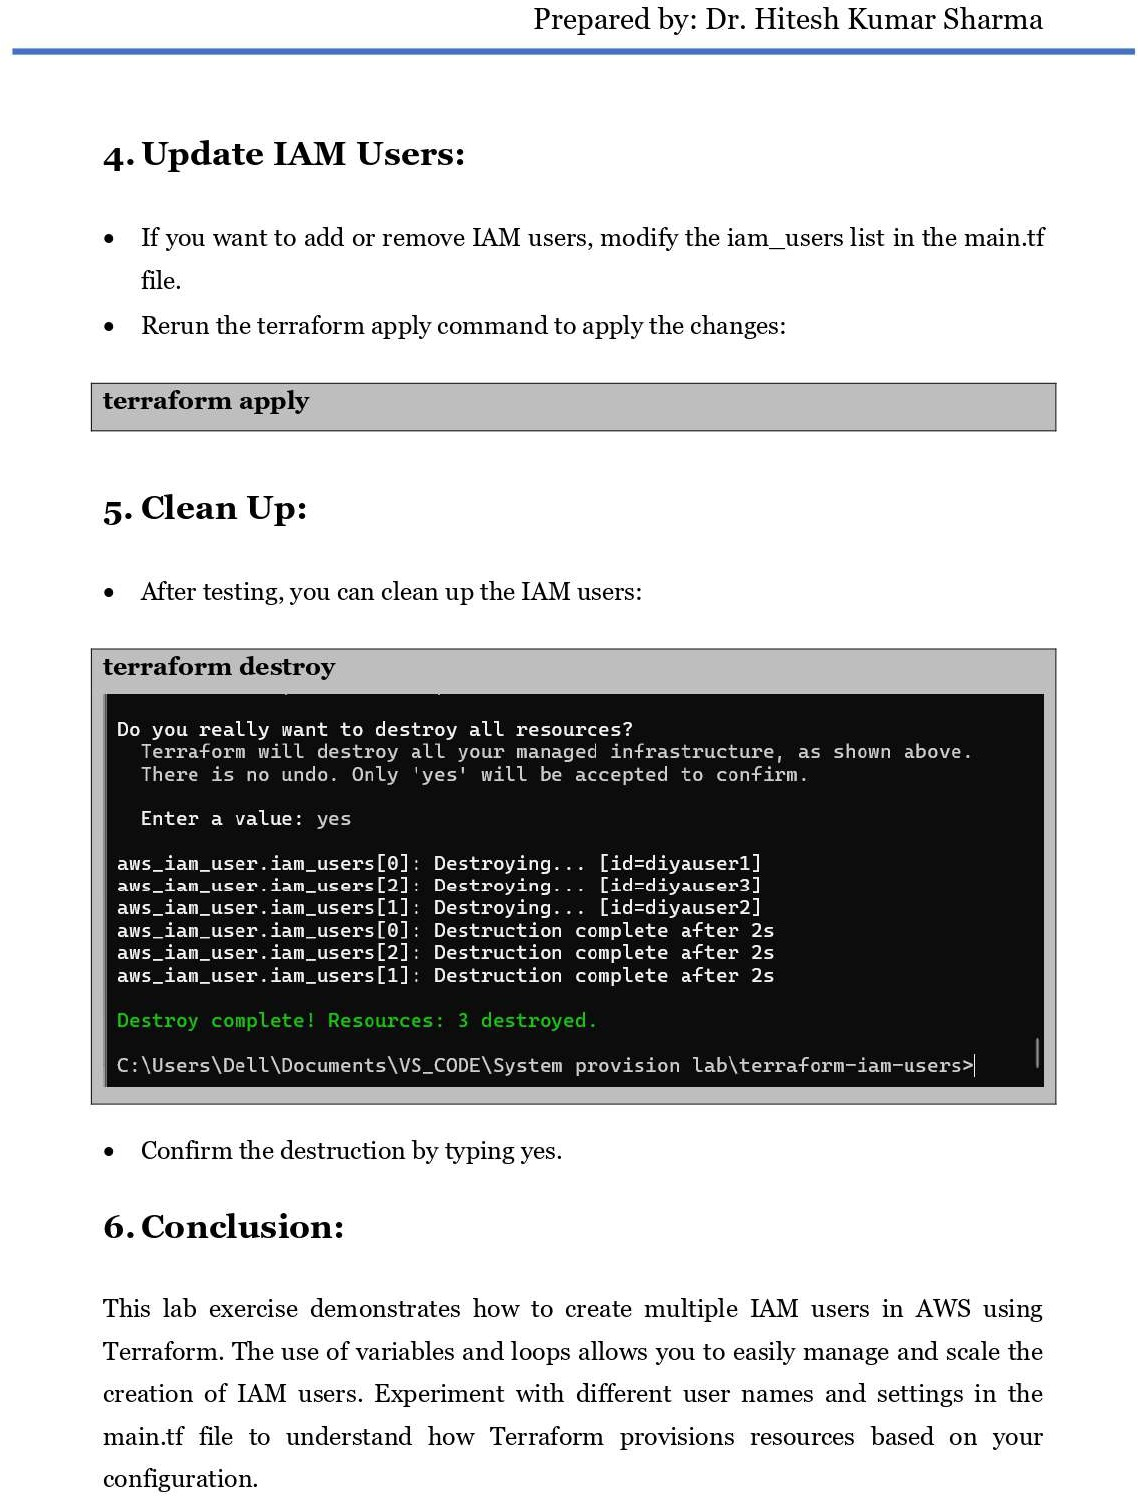 Prepared by: Dr. Hitesh Kumar Sharma
4. Update IAM Users:
• If you want to add or remove IAM users, modify the iam_users list in the main.tf
file.
• Rerun the terraform apply command to apply the changes:
terraform apply
5. Clean Up:
• After testing, you can clean up the IAM users:
terraform destroy
Do you really want to destroy all resources?
Terraform will destroy all your managed infrastructure, as shown above.
There is no undo. Only 'yes' will be accepted to confirm.
Enter a value: yes
aws_iam_user.iam_users[0]: Destroying... [id=diyauser1]
aws_iam_user.iam_users[2]: Destroying... [id=diyauser3]
aws_iam_user.iam_users[1]: Destroying... [id=diyauser2]
aws_iam_user.iam_users[0]: Destruction complete after 2s
aws_iam_user.iam_users[2]: Destruction complete after 2s
aws_iam_user.iam_users[1]: Destruction complete after 2s
Destroy complete! Resources: 3 destroyed.
C:\Users\Dell\Documents\VS_CODE\System provision lab\terraform-iam-users>
• Confirm the destruction by typing yes.
6. Conclusion:
This lab exercise demonstrates how to create multiple IAM users in AWS using
Terraform. The use of variables and loops allows you to easily manage and scale the
creation of IAM users. Experiment with different user names and settings in the
main.tf file to understand how Terraform provisions resources based on your
configuration.